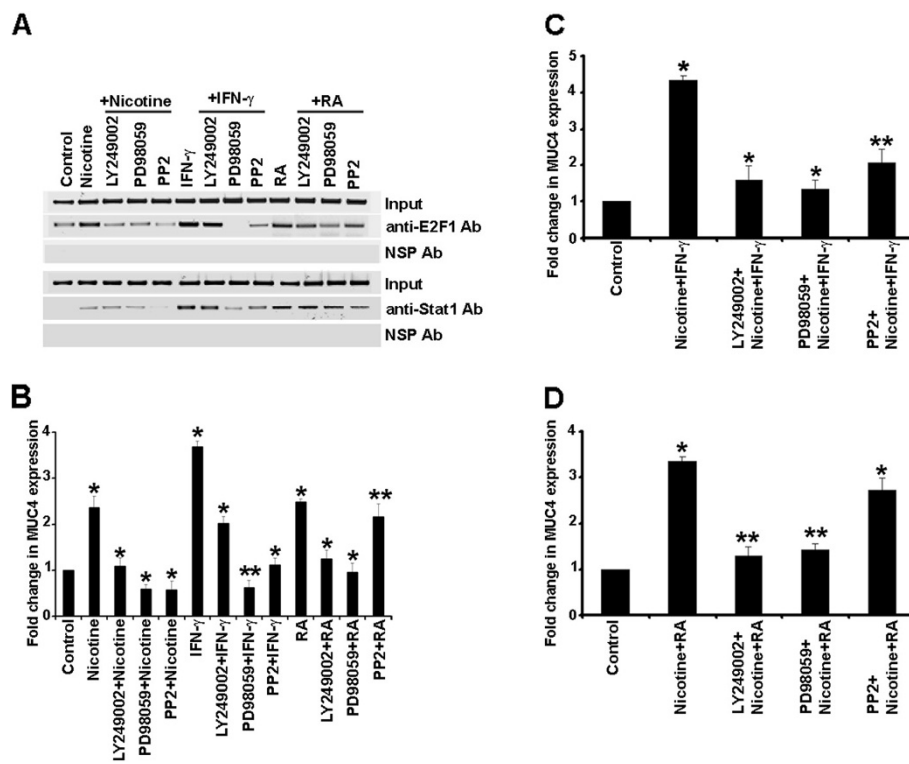 A
+Nicotine
+IFN-γ
+RA
Control
Nicotine
LY249002
PD98059
PP2
IFN-γ
LY249002
PD98059
PP2
RA
LY249002
PD98059
PP2
Input
anti-E2F1 Ab
NSP Ab
Input
anti-Stat1 Ab
NSP Ab
B
Fold change in MUC4 expression
4
3
2
1
0
*
*
*
*
*
*
**
*
*
*
*
**
Control
Nicotine
LY249002+Nicotine
PD98059+Nicotine
PP2+Nicotine
IFN-γ
LY249002+IFN-γ
PD98059+IFN-γ
PP2+IFN-γ
RA
LY249002+RA
PD98059+RA
PP2+RA
C
Fold change in MUC4 expression
5
4
2
1
0
*
*
*
**
Control
Nicotine+IFN-γ
LY249002+
Nicotine+IFN-γ
PD98059+
Nicotine+IFN-γ
PP2+
Nicotine+IFN-γ
D
Fold change in MUC4 expression
4
3
2
1
0
*
**
**
*
Control
Nicotine+RA
LY249002+
Nicotine+RA
PD98059+
Nicotine+RA
PP2+
Nicotine+RA